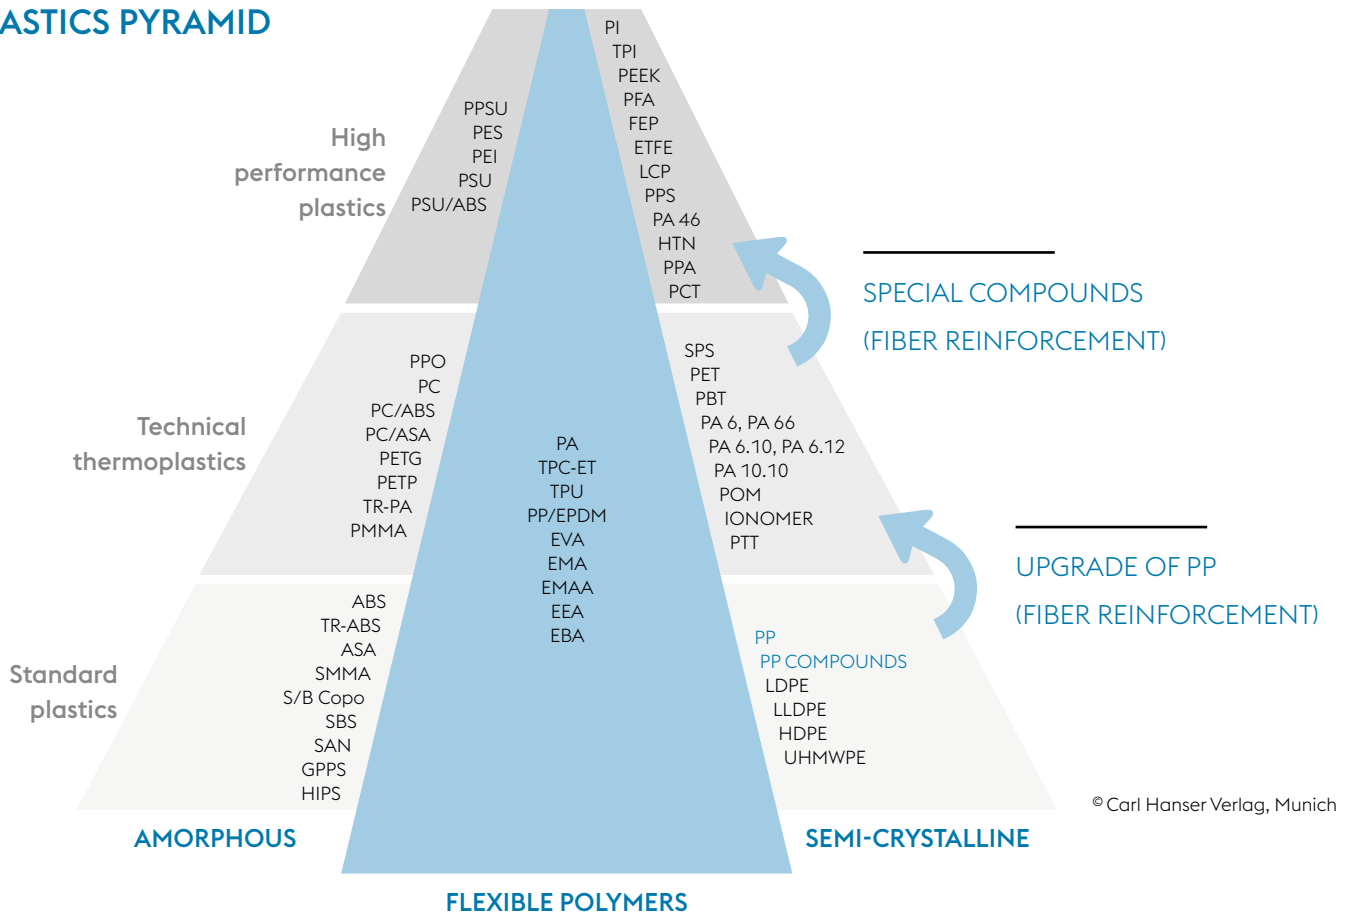 ASTICS PYRAMID
High
performance
plastics
PPSU
PES
PEI
PSU
PSU/ABS
PI
TPI
PEEK
PFA
FEP
ETFE
LCP
PPS
PA 46
HTN
PPA
PCT
SPECIAL COMPOUNDS
(FIBER REINFORCEMENT)
Technical
thermoplastics
PPO
PC
PC/ABS
PC/ASA
PETG
PETP
TR-PA
PMMA
PA
TPC-ET
TPU
PP/EPDM
EVA
EMA
EMAA
EEA
EBA
SPS
PET
PBT
PA 6, PA 66
PA 6.10, PA 6.12
PA 10.10
POM
IONOMER
PTT
UPGRADE OF PP
(FIBER REINFORCEMENT)
Standard
plastics
ABS
TR-ABS
ASA
SMMA
S/B Copo
SBS
SAN
GPPS
HIPS
PP
PP COMPOUNDS
LDPE
LLDPE
HDPE
UHMWPE
© Carl Hanser Verlag, Munich
AMORPHOUS
SEMI-CRYSTALLINE
FLEXIBLE POLYMERS